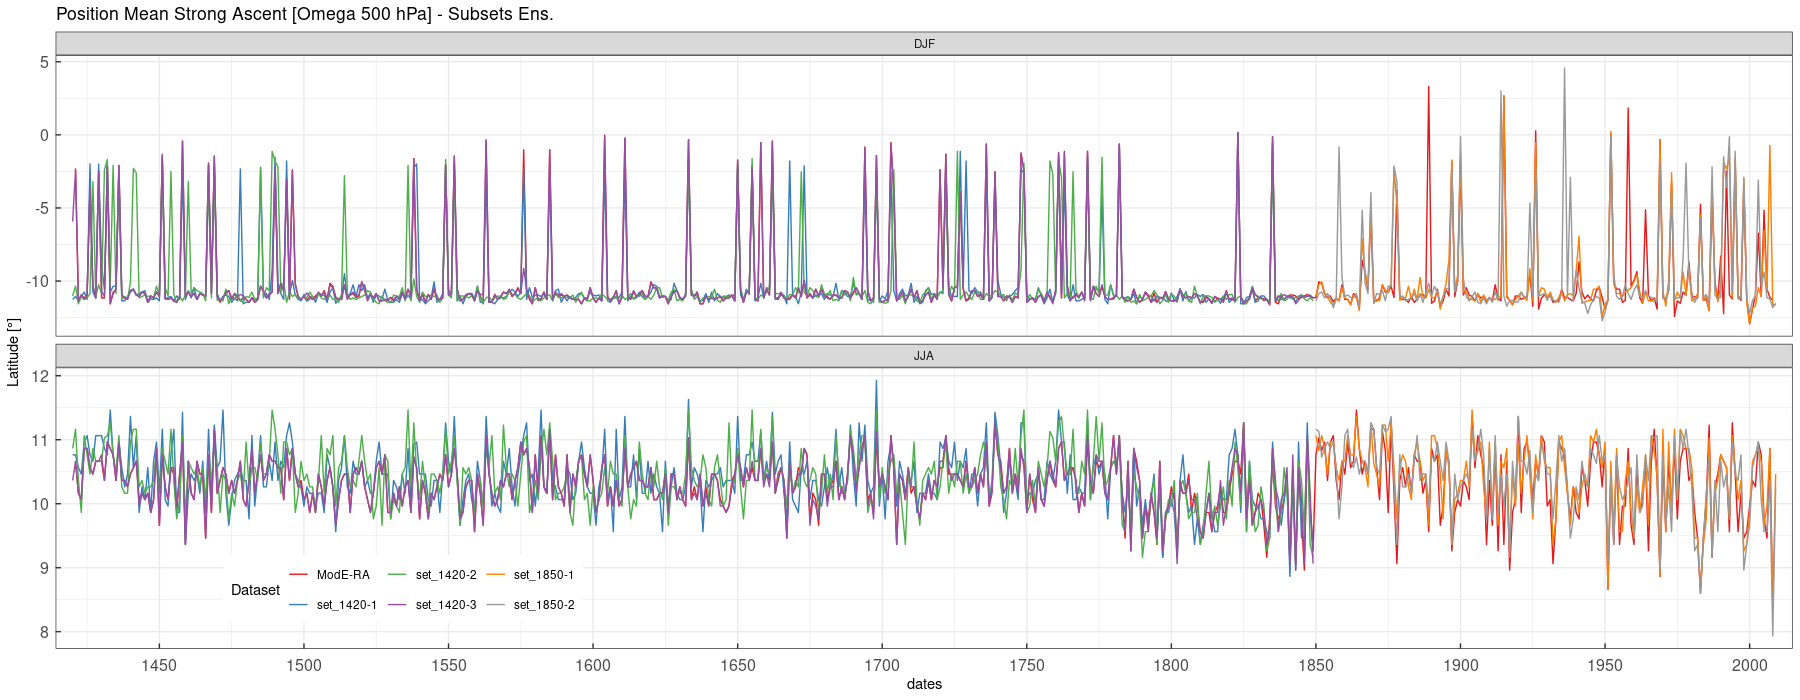 Position Mean Strong Ascent [Omega 500 hPa] - Subsets Ens.
DJF
5
0
-5
-10
JJA
12
11
10
9
8
Latitude [°]
Dataset
ModE-RA
set_1420-2
set_1850-1
set_1420-1
set_1420-3
set_1850-2
1450 1500 1550 1600 1650 1700 1750 1800 1850 1900 1950 2000
dates